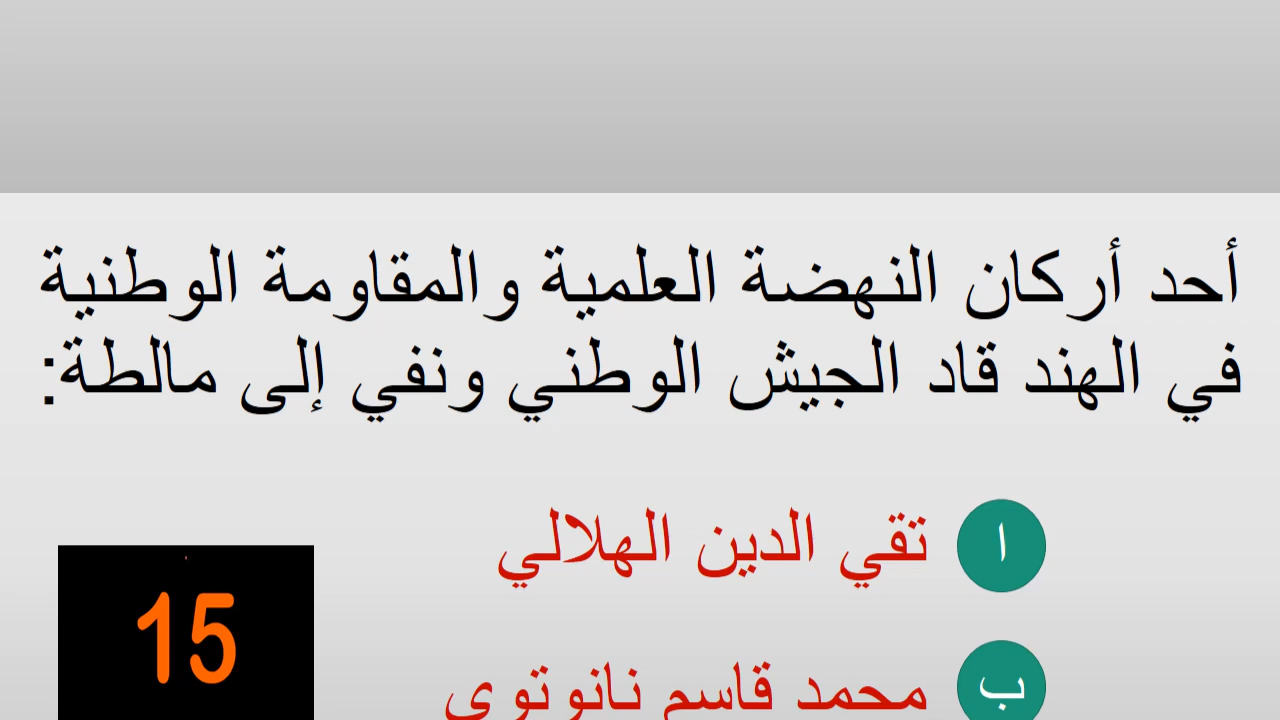 أحد أركان النهضة العلمية والمقاومة الوطنية
في الهند قاد الجيش الوطني ونفي إلى مالطة:
ا تقي الدين الهلالي
ب محمد قاسم نانوتوي
15